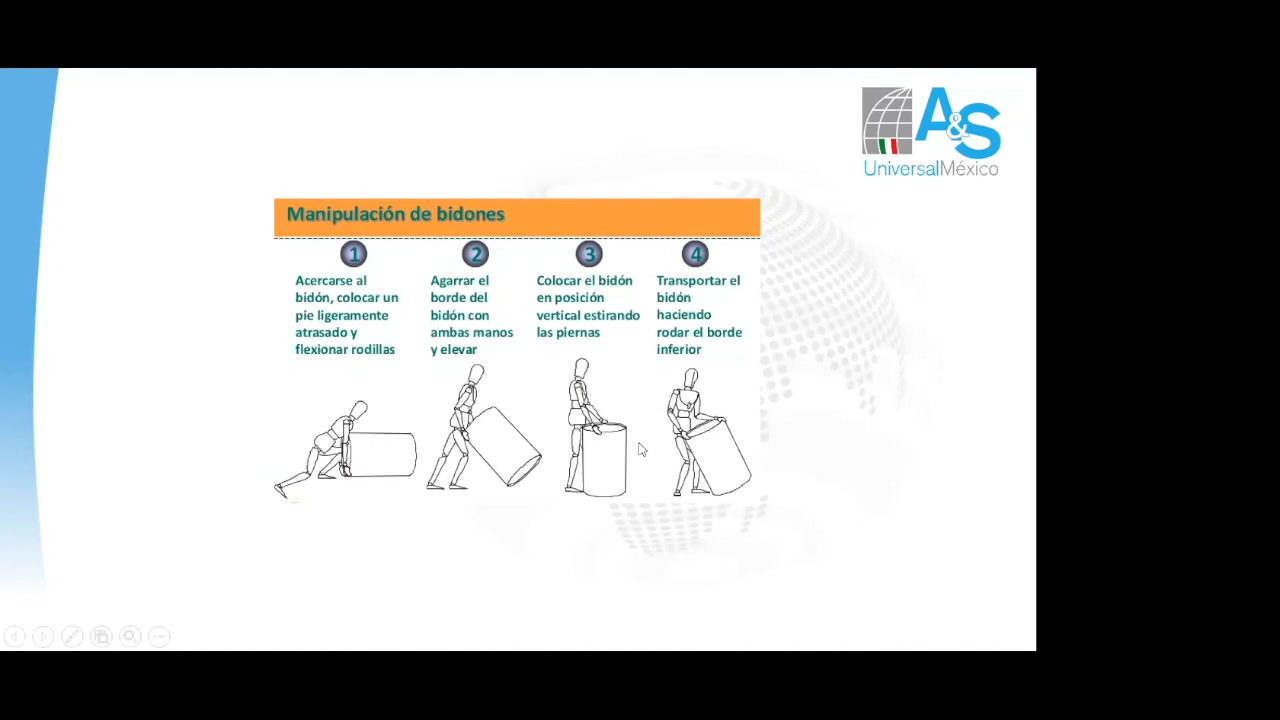 A&S
UniversalMéxico
Manipulación de bidones
1
Acercarse al
bidón, colocar un
pie ligeramente
atrasado y
flexionar rodillas
2
Agarrar el
borde del
bidón con
ambas manos
y elevar
3
Colocar el bidón
en posición
vertical estirando
las piernas
4
Transportar el
bidón
haciendo
rodar el borde
inferior